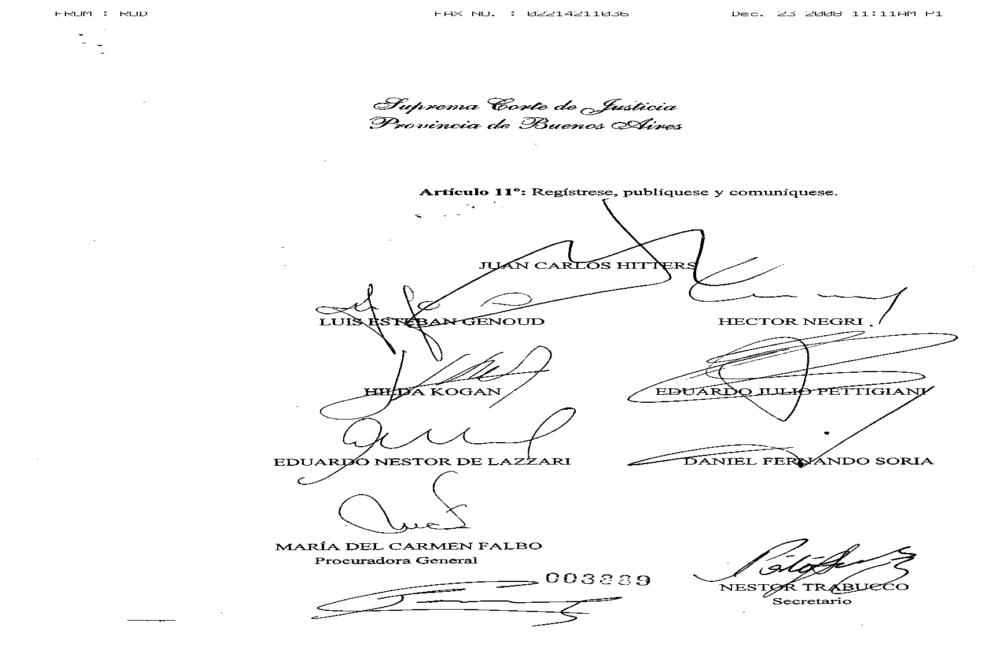 FROM : RUD FAX NO. : 02214211036 Dec. 23 2008 11:11AM P1
Suprema Corte de Justicia
Provincia de Buenos Aires
Artículo 11°: Regístrese, publíquese y comuníquese.
JUAN CARLOS HITTERS
LUIS ESTEBAN GENOUD HECTOR NEGRI
HILDA KOGAN EDUARDO JULIO PETTIGIANI
EDUARDO NESTOR DE LAZZARI DANIEL FERNANDO SORIA
MARÍA DEL CARMEN FALBO
Procuradora General
NESTOR TRABUCCO
Secretario